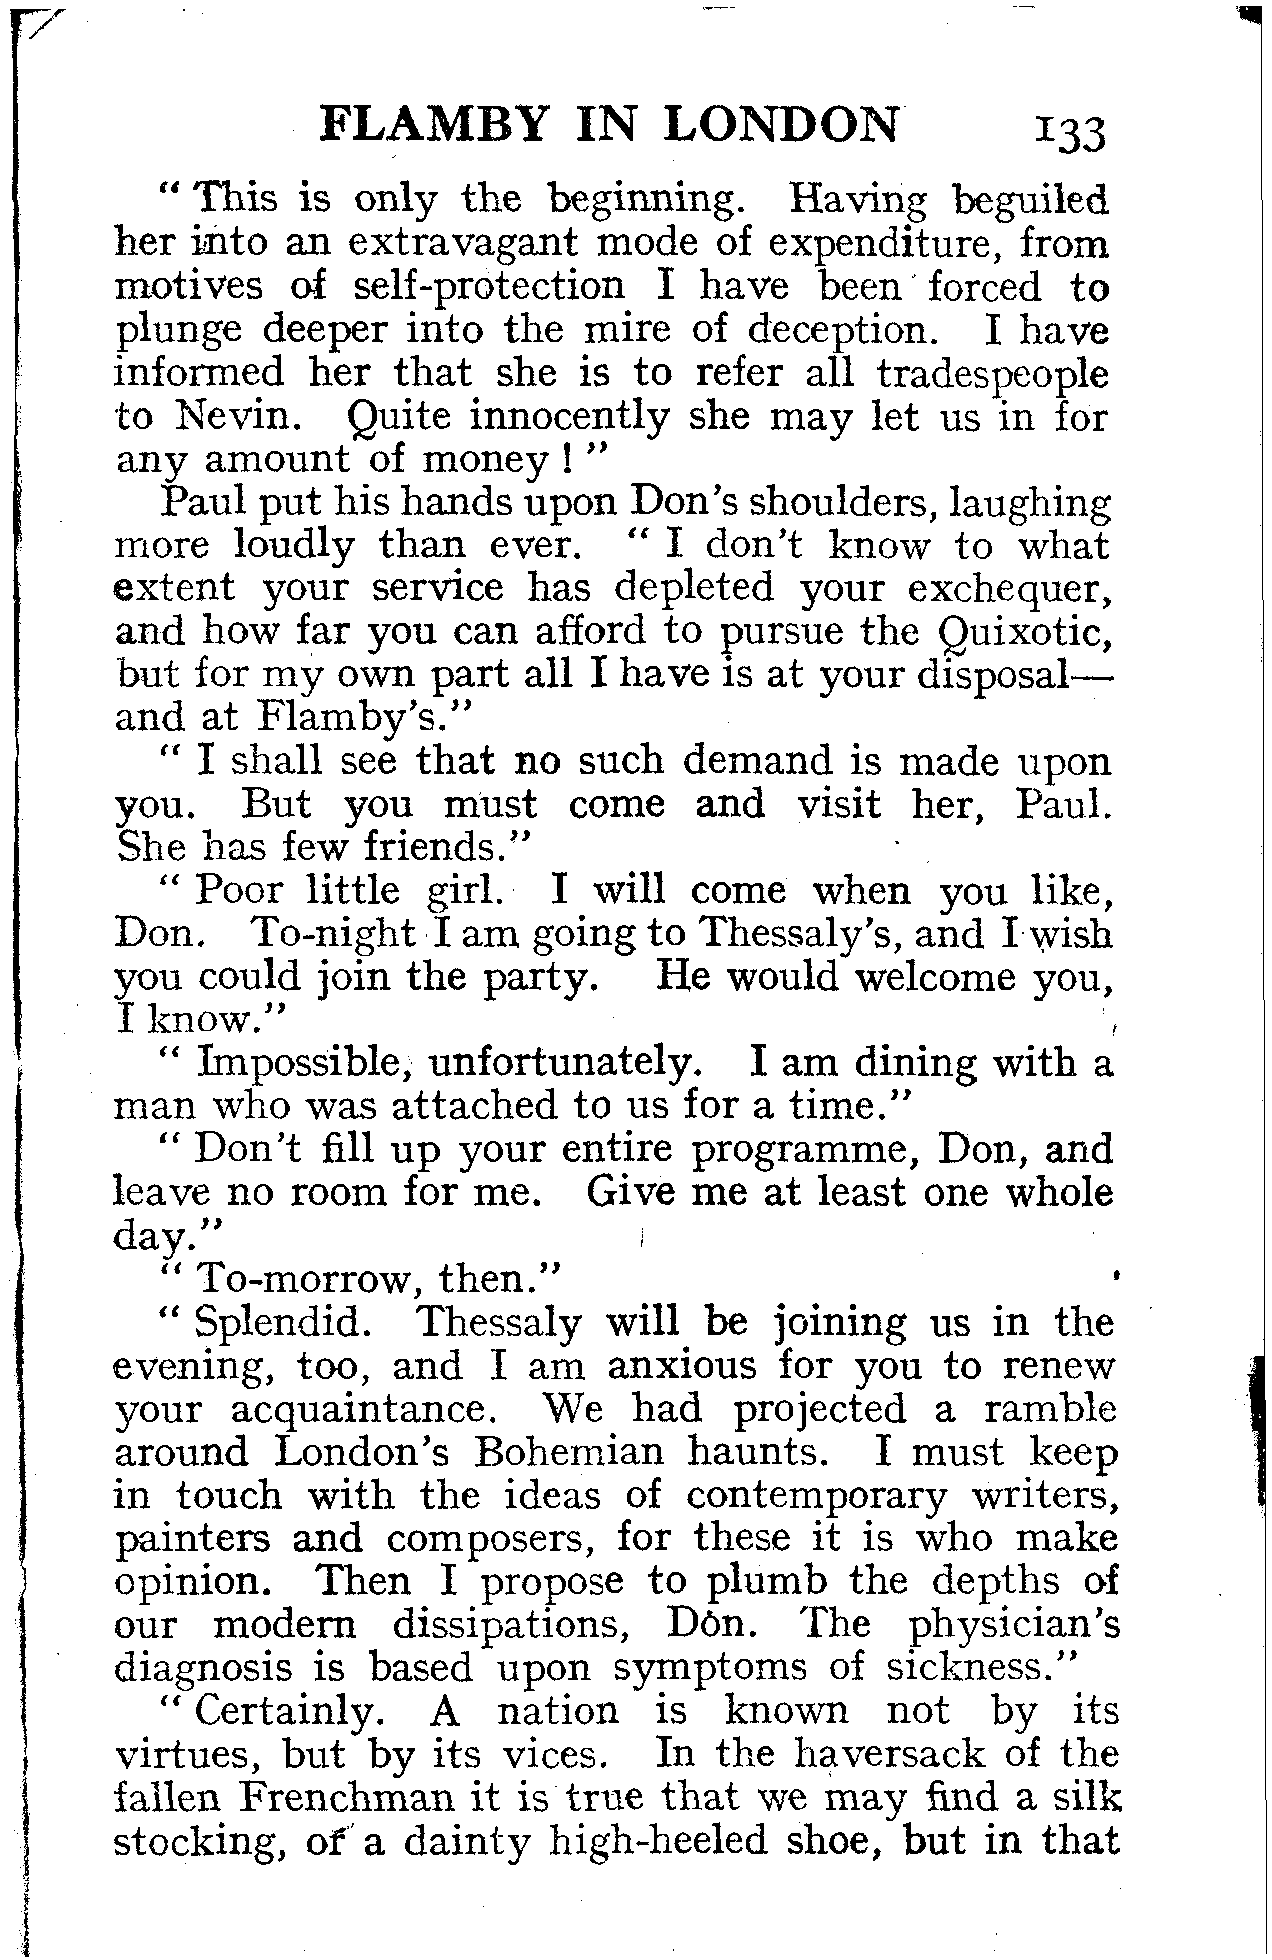 FLAMBY IN LONDON 133
“ This is only the beginning. Having beguiled
her into an extravagant mode of expenditure, from
motives of self-protection I have been forced to
plunge deeper into the mire of deception. I have
informed her that she is to refer all tradespeople
to Nevin. Quite innocently she may let us in for
any amount of money ! ”
Paul put his hands upon Don's shoulders, laughing
more loudly than ever. “ I don't know to what
extent your service has depleted your exchequer,
and how far you can afford to pursue the Quixotic,
but for my own part all I have is at your disposal—
and at Flamby's.”
“ I shall see that no such demand is made upon
you. But you must come and visit her, Paul.
She has few friends.”
“ Poor little girl. I will come when you like,
Don. To-night I am going to Thessaly's, and I wish
you could join the party. He would welcome you,
I know.”
“ Impossible, unfortunately. I am dining with a
man who was attached to us for a time.”
“ Don't fill up your entire programme, Don, and
leave no room for me. Give me at least one whole
day.”
“ To-morrow, then.”
“ Splendid. Thessaly will be joining us in the
evening, too, and I am anxious for you to renew
your acquaintance. We had projected a ramble
around London's Bohemian haunts. I must keep
in touch with the ideas of contemporary writers,
painters and composers, for these it is who make
opinion. Then I propose to plumb the depths of
our modern dissipations, Don. The physician's
diagnosis is based upon symptoms of sickness.”
“ Certainly. A nation is known not by its
virtues, but by its vices. In the haversack of the
fallen Frenchman it is true that we may find a silk
stocking, or a dainty high-heeled shoe, but in that